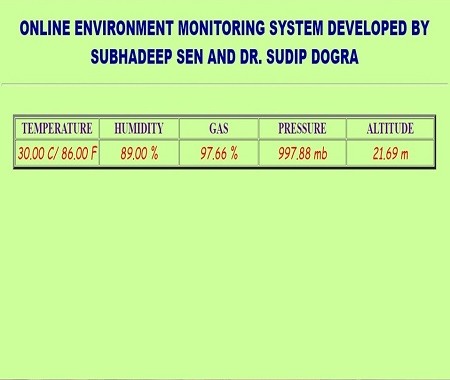 ONLINE ENVIRONMENT MONITORING SYSTEM DEVELOPED BY
SUBHADEEP SEN AND DR. SUDIP DOGRA
TEMPERATURE HUMIDITY GAS PRESSURE ALTITUDE
30.00 C/ 86.00 F 89.00 % 97.66 % 997.88 mb 21.69 m